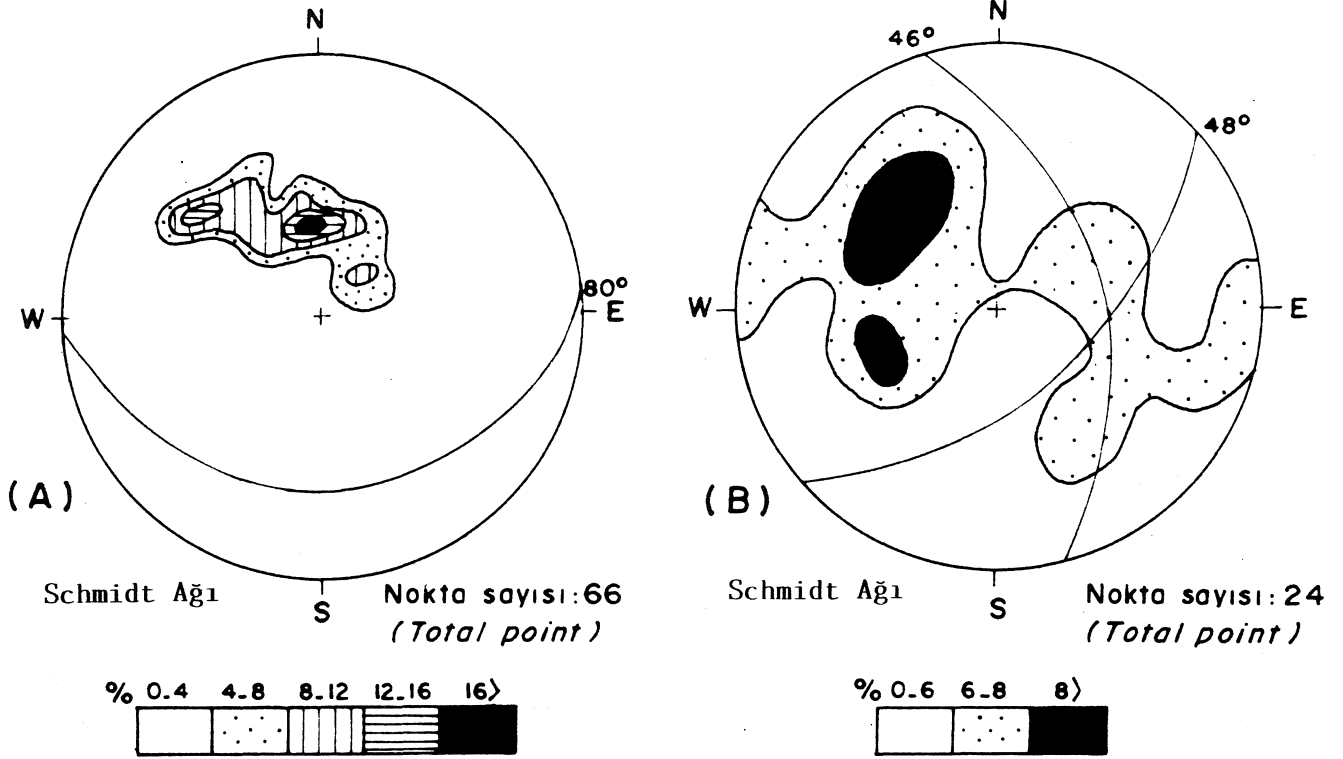 N
W
E
80°
(A)
S
Schmidt Ağı
Nokta sayısı:66
(Total point)
% 0-4 4-8 8-12 12-16 16>
N
46°
48°
W
E
(B)
S
Schmidt Ağı
Nokta sayısı:24
(Total point)
% 0-6 6-8 8>